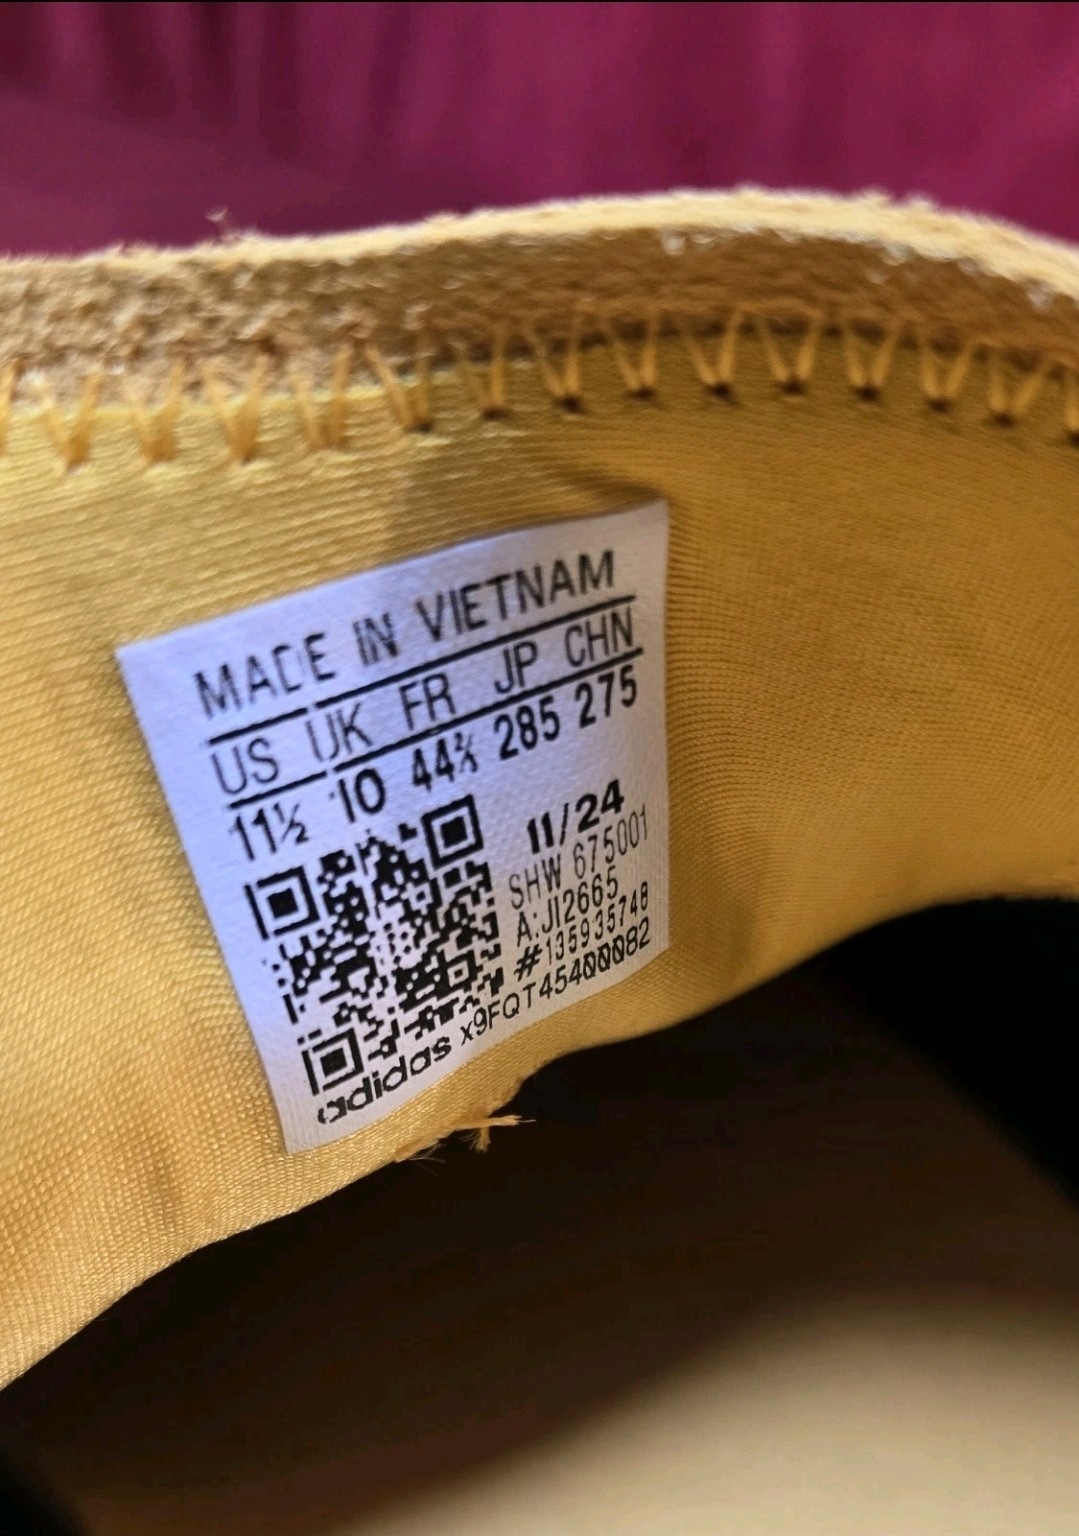 MADE IN VIETNAM
US UK FR JP CHN
11½ 10 44⅔ 285 275
11/24
SHW 675001
A:JI2665
#135935748
adidas x9FQT45400082